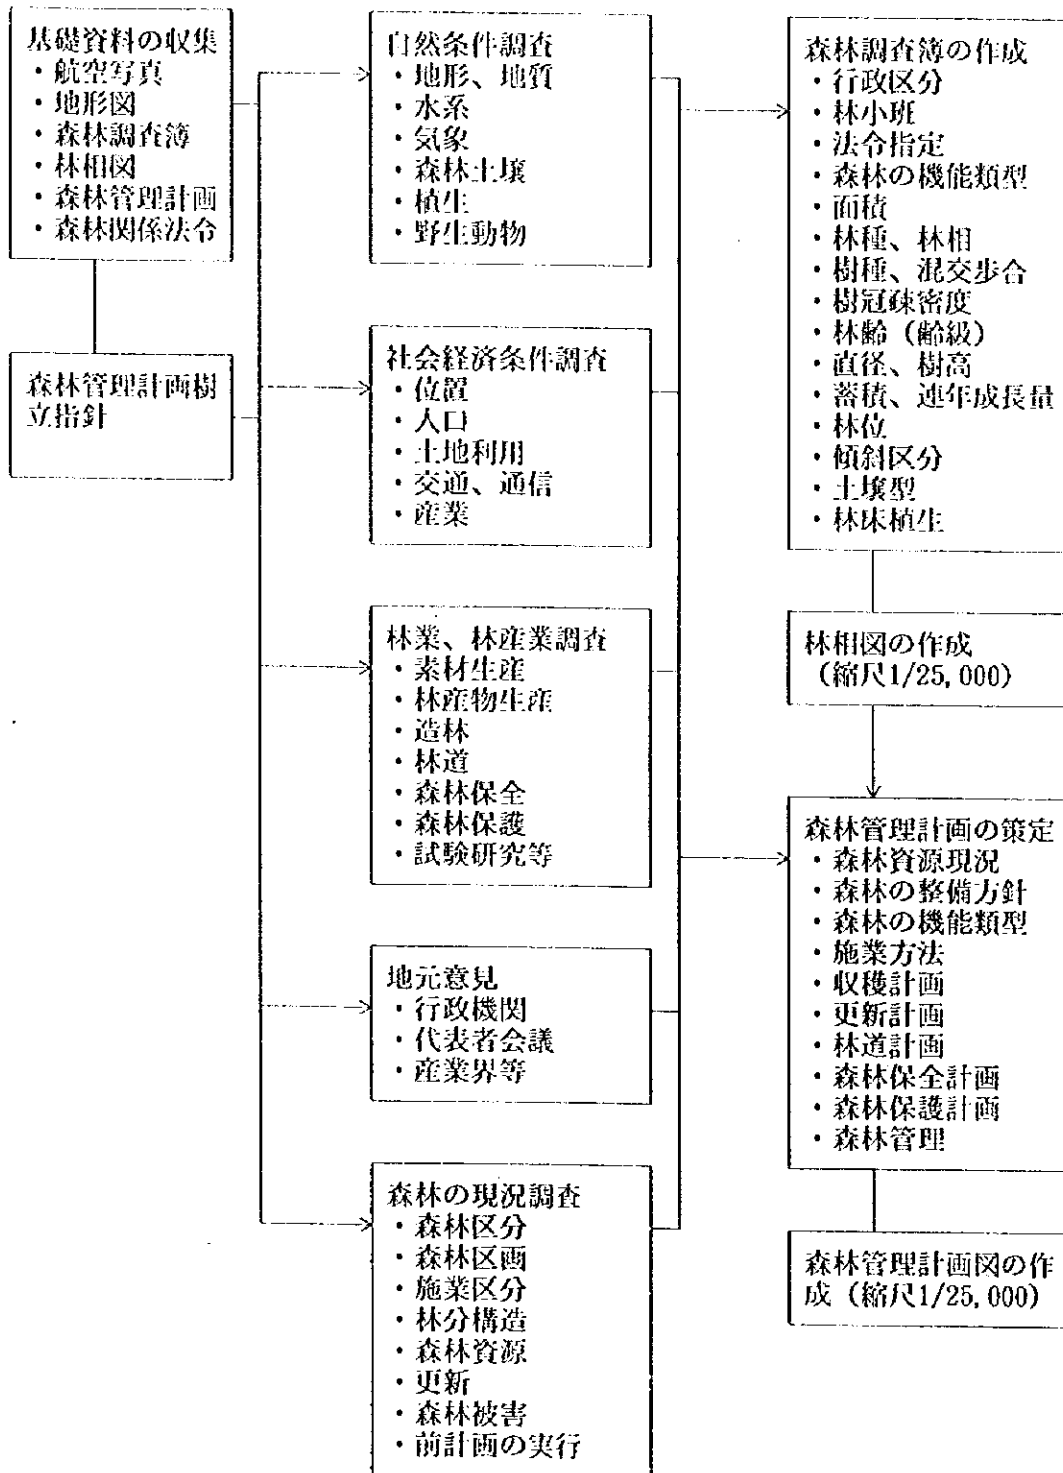 基礎資料の収集
・航空写真
・地形図
・森林調査簿
・林相図
・森林管理計画
・森林関係法令
森林管理計画樹
立指針
自然条件調査
・地形、地質
・水系
・気象
・森林土壌
・植生
・野生動物
社会経済条件調査
・位置
・人口
・土地利用
・交通、通信
・産業
林業、林産業調査
・素材生産
・林産物生産
・造林
・林道
・森林保全
・森林保護
・試験研究等
地元意見
・行政機関
・代表者会議
・産業界等
森林の現況調査
・森林区分
・森林区画
・施業区分
・林分構造
・森林資源
・更新
・森林被害
・前計画の実行
森林調査簿の作成
・行政区分
・林小班
・法令指定
・森林の機能類型
・面積
・林種、林相
・樹種、混交歩合
・樹冠疎密度
・林齢（齢級）
・直径、樹高
・蓄積、連年成長量
・林位
・傾斜区分
・土壌型
・林床植生
林相図の作成
（縮尺1/25,000）
森林管理計画の策定
・森林資源現況
・森林の整備方針
・森林の機能類型
・施業方法
・収穫計画
・更新計画
・林道計画
・森林保全計画
・森林保護計画
・森林管理
森林管理計画図の作
成（縮尺1/25,000）